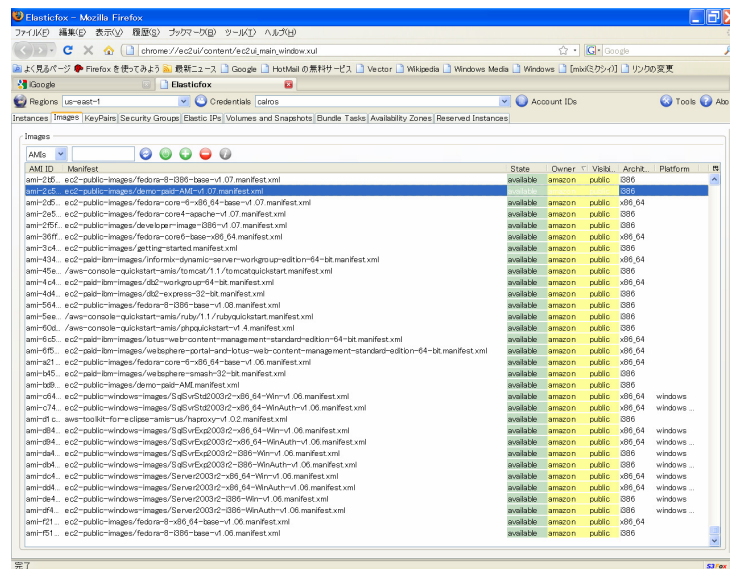 Elasticfox - Mozilla Firefox
ファイル(F) 編集(E) 表示(V) 履歴(S) ブックマーク(B) ツール(T) ヘルプ(H)
chrome://ec2ui/content/ec2ui_main_window.xul Google
よく見るページ Firefox を使ってみよう 最新ニュース Google HotMail の無料サービス Vector Wikipedia Windows Media Windows [mixi(ミクシィ)] リンクの変更
iGoogle Elasticfox
Regions us-east-1 Credentials calros Account IDs Tools Abo
Instances Images KeyPairs Security Groups Elastic IPs Volumes and Snapshots Bundle Tasks Availability Zones Reserved Instances
Images
AMIs
AMI ID Manifest State Owner Visibi... Archit... Platform
ami-2b6... ec2-public-images/fedora-8-i386-base-v1.07.manifest.xml available amazon public i386
ami-2c5... ec2-public-images/demo-paid-AMI-v1.07.manifest.xml available amazon public i386
ami-2d5... ec2-public-images/fedora-core-6-x86_64-base-v1.07.manifest.xml available amazon public x86_64
ami-2e5... ec2-public-images/fedora-core4-apache-v1.07.manifest.xml available amazon public i386
ami-2f5f... ec2-public-images/developer-image-i386-v1.07.manifest.xml available amazon public i386
ami-36ff... ec2-public-images/fedora-core6-base-x86_64.manifest.xml available amazon public x86_64
ami-3c4... ec2-public-images/getting-started.manifest.xml available amazon public i386
ami-434... ec2-paid-ibm-images/informix-dynamic-server-workgroup-edition-64-bit.manifest.xml available amazon public x86_64
ami-45e... /aws-console-quickstart-amis/tomcat/1.1/tomcatquickstart.manifest.xml available amazon public i386
ami-4c4... ec2-paid-ibm-images/db2-workgroup-64-bit.manifest.xml available amazon public x86_64
ami-4d4... ec2-paid-ibm-images/db2-express-32-bit.manifest.xml available amazon public i386
ami-564... ec2-public-images/fedora-8-i386-base-v1.08.manifest.xml available amazon public i386
ami-5ee... /aws-console-quickstart-amis/ruby/1.1/rubyquickstart.manifest.xml available amazon public i386
ami-60d... /aws-console-quickstart-amis/phpquickstart-v1.4.manifest.xml available amazon public i386
ami-6c5... ec2-paid-ibm-images/lotus-web-content-management-standard-edition-64-bit.manifest.xml available amazon public x86_64
ami-6f5... ec2-paid-ibm-images/websphere-portal-and-lotus-web-content-management-standard-edition-64-bit.manifest.xml available amazon public x86_64
ami-a21... ec2-public-images/fedora-core-6-x86_64-base-v1.06.manifest.xml available amazon public x86_64
ami-b45... ec2-paid-ibm-images/websphere-smash-32-bit.manifest.xml available amazon public i386
ami-bd9... ec2-public-images/demo-paid-AMI.manifest.xml available amazon public i386
ami-c64... ec2-public-windows-images/SqlSvrStd2003r2-x86_64-Win-v1.06.manifest.xml available amazon public x86_64 windows
ami-c74... ec2-public-windows-images/SqlSvrStd2003r2-x86_64-WinAuth-v1.06.manifest.xml available amazon public x86_64 windows ...
ami-d1c... aws-toolkit-for-eclipse-amis-us/haproxy-v1.0.2.manifest.xml available amazon public i386
ami-d84... ec2-public-windows-images/SqlSvrExp2003r2-x86_64-Win-v1.06.manifest.xml available amazon public x86_64 windows
ami-d94... ec2-public-windows-images/SqlSvrExp2003r2-x86_64-WinAuth-v1.06.manifest.xml available amazon public x86_64 windows ...
ami-da4... ec2-public-windows-images/SqlSvrExp2003r2-i386-Win-v1.06.manifest.xml available amazon public i386 windows
ami-db4... ec2-public-windows-images/SqlSvrExp2003r2-i386-WinAuth-v1.06.manifest.xml available amazon public i386 windows ...
ami-dc4... ec2-public-windows-images/Server2003r2-x86_64-Win-v1.06.manifest.xml available amazon public x86_64 windows
ami-dd4... ec2-public-windows-images/Server2003r2-x86_64-WinAuth-v1.06.manifest.xml available amazon public x86_64 windows ...
ami-de4... ec2-public-windows-images/Server2003r2-i386-Win-v1.06.manifest.xml available amazon public i386 windows
ami-df4... ec2-public-windows-images/Server2003r2-i386-WinAuth-v1.06.manifest.xml available amazon public i386 windows ...
ami-f21... ec2-public-images/fedora-8-x86_64-base-v1.06.manifest.xml available amazon public x86_64
ami-f51... ec2-public-images/fedora-8-i386-base-v1.06.manifest.xml available amazon public i386
完了 S3Fox